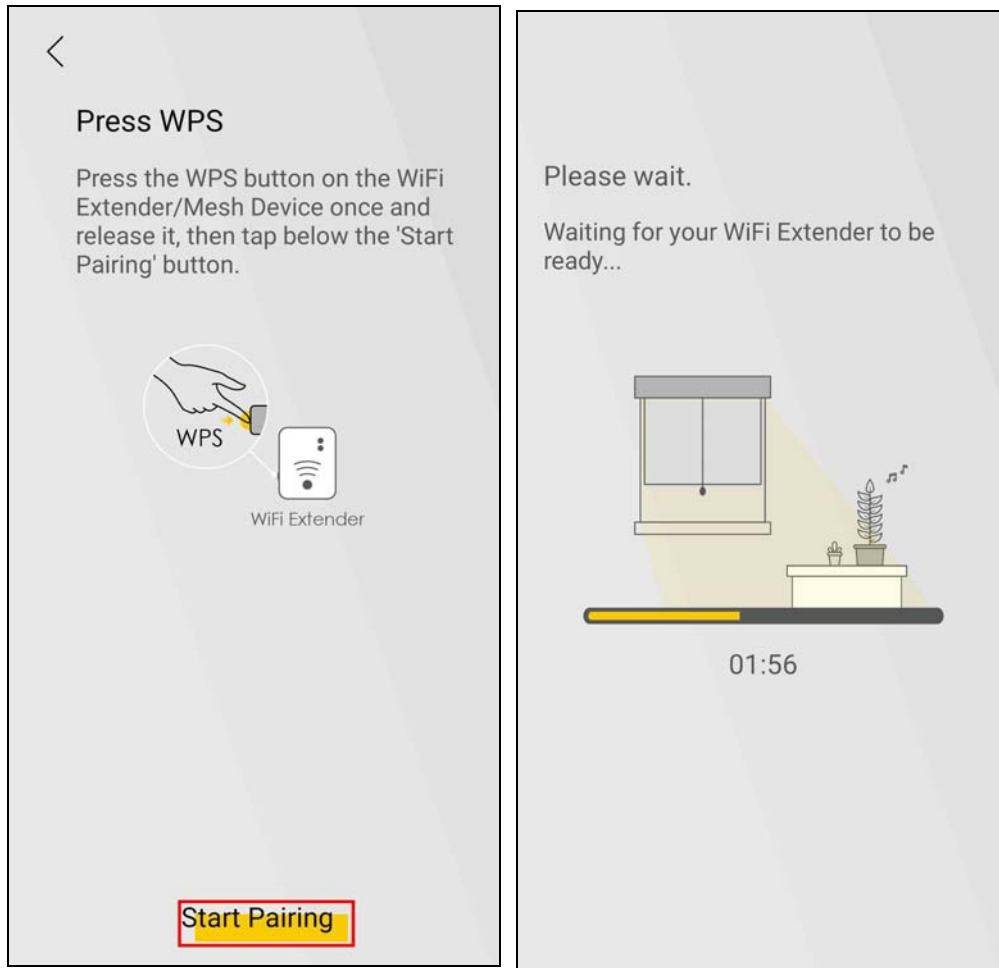 Press WPS
Press the WPS button on the WiFi
Extender/Mesh Device once and
release it, then tap below the 'Start
Pairing' button.
WPS
WiFi Extender
Start Pairing
Please wait.
Waiting for your WiFi Extender to be
ready...
01:56